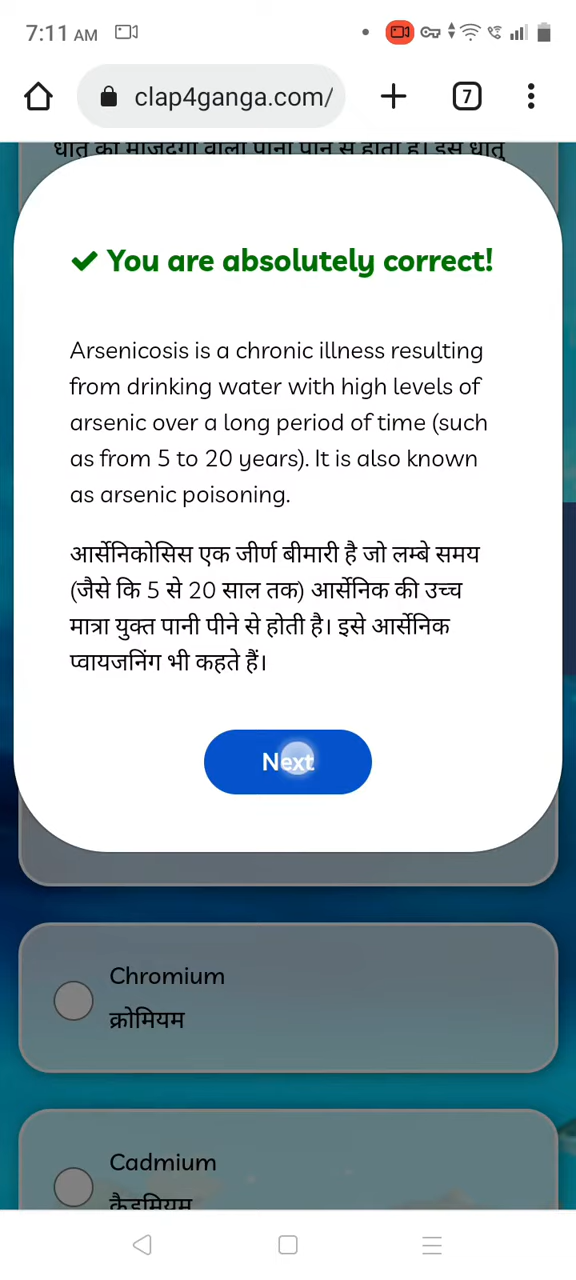 7:11 AM
clap4ganga.com/
7
You are absolutely correct!
Arsenicosis is a chronic illness resulting
from drinking water with high levels of
arsenic over a long period of time (such
as from 5 to 20 years). It is also known
as arsenic poisoning.
आर्सेनिकोसिस एक जीर्ण बीमारी है जो लम्बे समय
(जैसे कि 5 से 20 साल तक) आर्सेनिक की उच्च
मात्रा युक्त पानी पीने से होती है। इसे आर्सेनिक
प्वायजनिंग भी कहते हैं।
Next
Chromium
क्रोमियम
Cadmium
कैडमियम